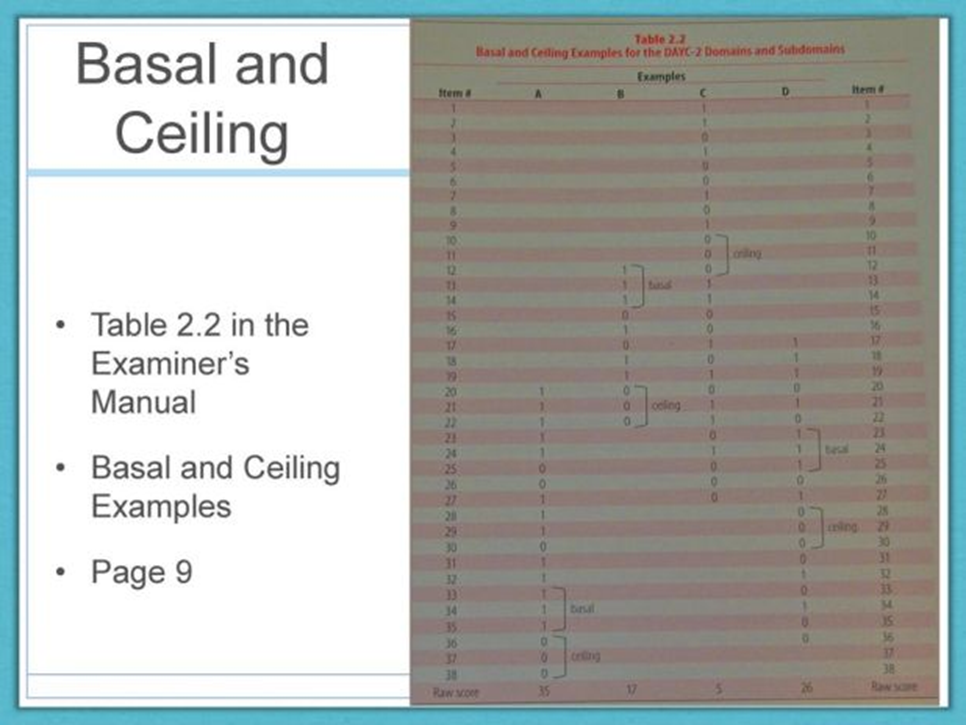 Basal and
Ceiling
• Table 2.2 in the
Examiner's
Manual
• Basal and Ceiling
Examples
• Page 9
Table 2.2
Basal and Ceiling Examples for the DAYC-2 Domains and Subdomains
Examples
Item # A B C D Item #
1 1 1
2 1 2
3 0 3
4 1 4
5 0 5
6 0 6
7 1 7
8 0 8
9 1 9
10 0 10
11 0 ceiling 11
12 1 0 12
13 1 basal 1 13
14 1 1 14
15 0 0 15
16 1 0 16
17 0 1 1 17
18 1 0 1 18
19 1 1 1 19
20 1 0 0 0 20
21 1 0 ceiling 1 1 21
22 1 0 1 0 22
23 1 0 1 23
24 1 1 1 basal 24
25 0 0 1 25
26 0 0 0 26
27 1 0 1 27
28 1 0 28
29 1 0 ceiling 29
30 0 0 30
31 1 0 31
32 1 1 32
33 1 0 33
34 1 basal 1 34
35 1 0 35
36 0 0 36
37 0 ceiling 37
38 0 38
Raw score 35 17 5 26 Raw score